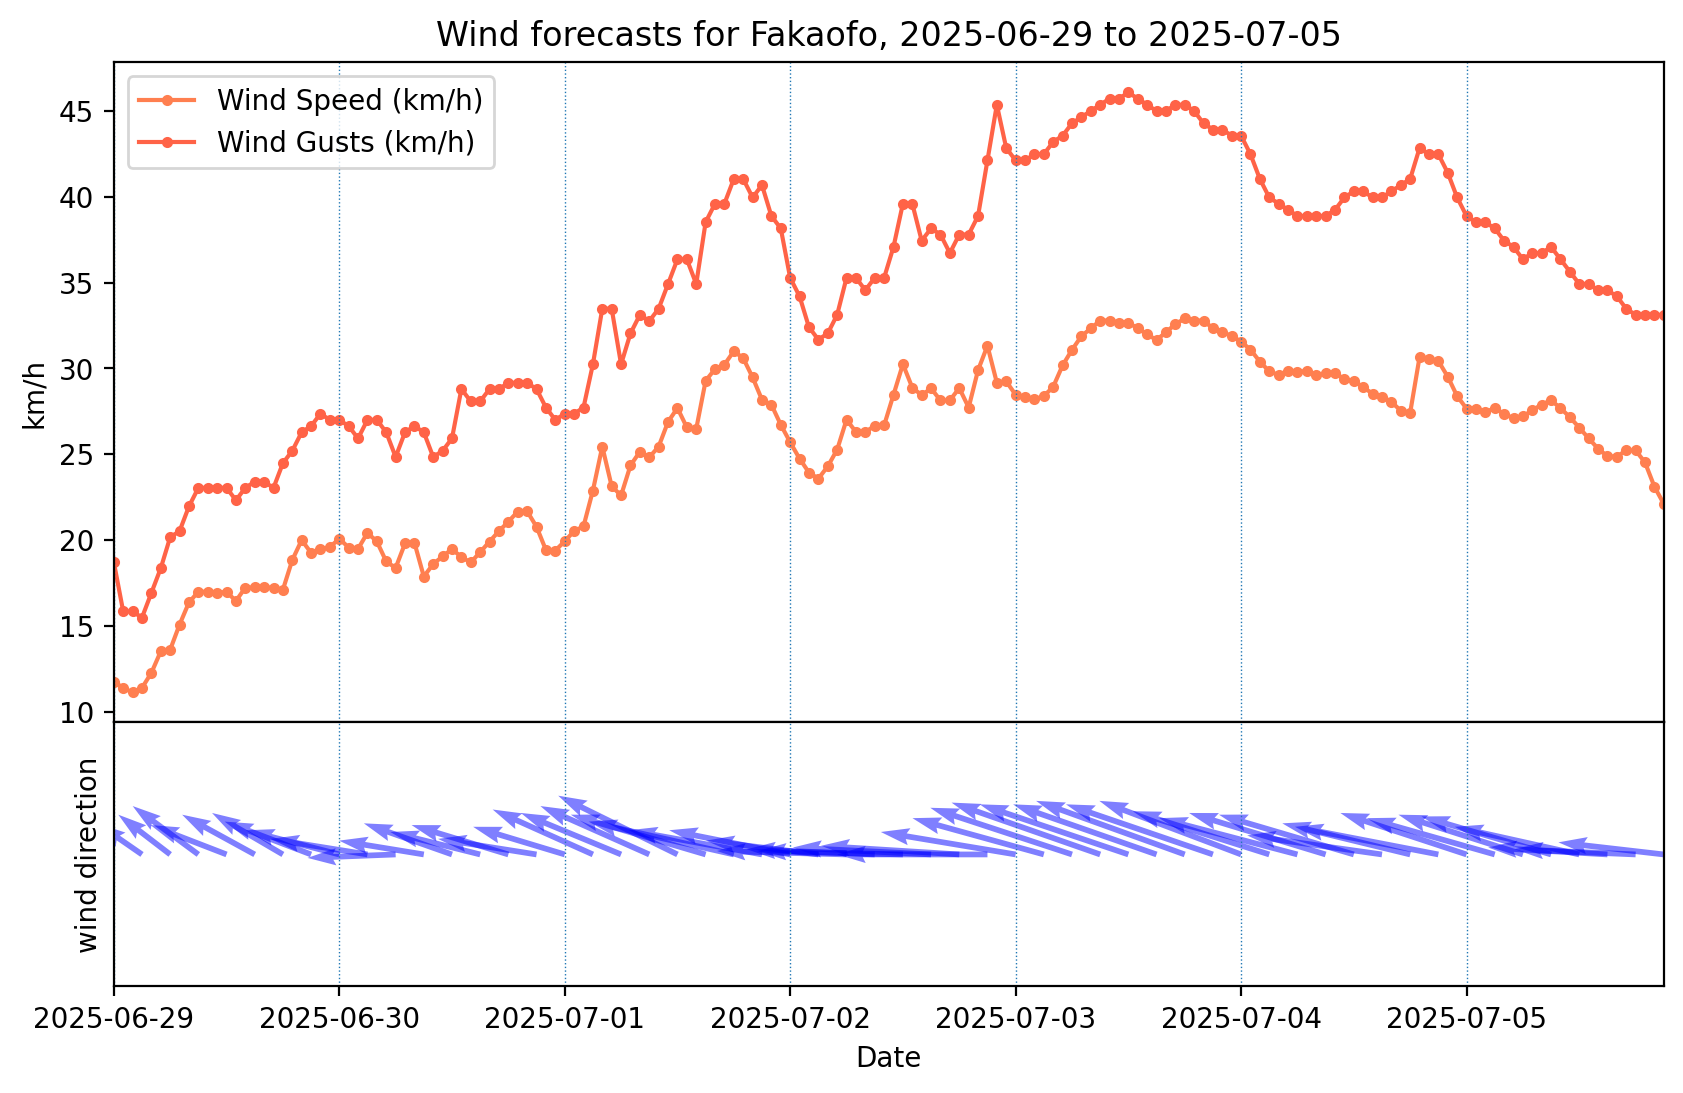 Wind forecasts for Fakaofo, 2025-06-29 to 2025-07-05
Wind Speed (km/h)
Wind Gusts (km/h)
45
40
35
30
25
20
15
10
km/h
wind direction
2025-06-29
2025-06-30
2025-07-01
2025-07-02
2025-07-03
2025-07-04
2025-07-05
Date